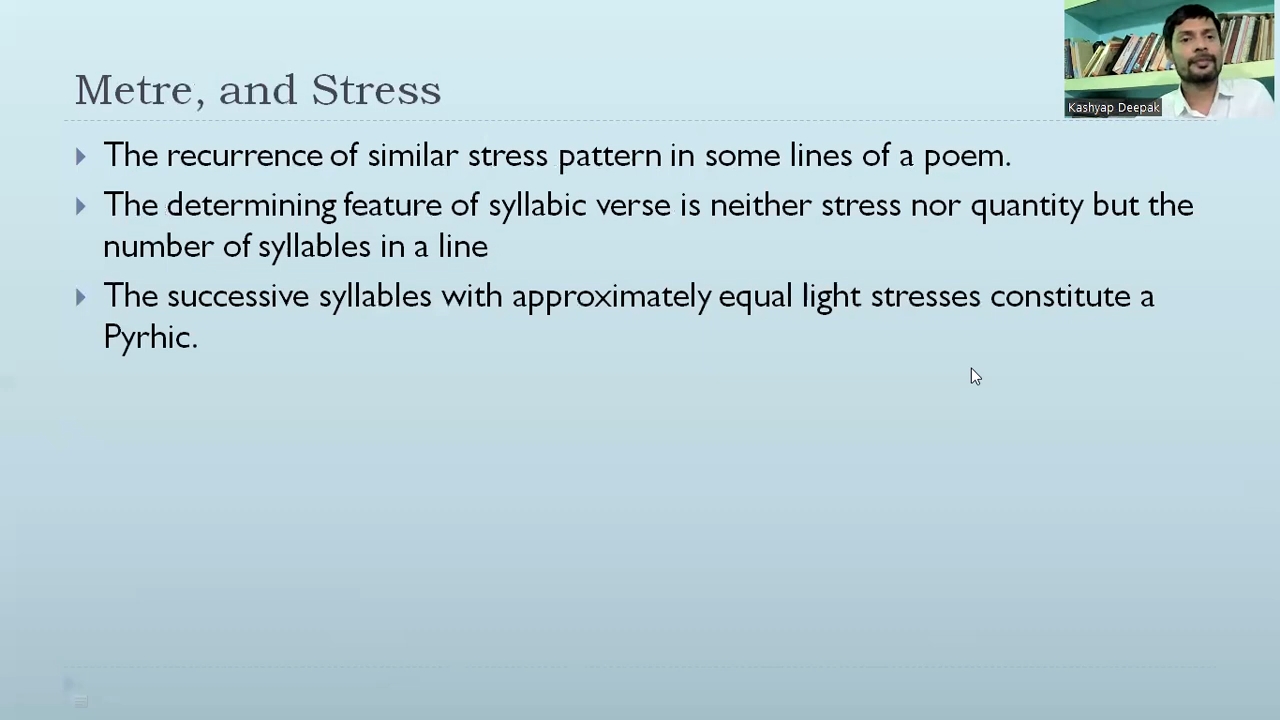 Metre, and Stress
Kashyap Deepak
The recurrence of similar stress pattern in some lines of a poem.
The determining feature of syllabic verse is neither stress nor quantity but the
number of syllables in a line
The successive syllables with approximately equal light stresses constitute a
Pyrhic.